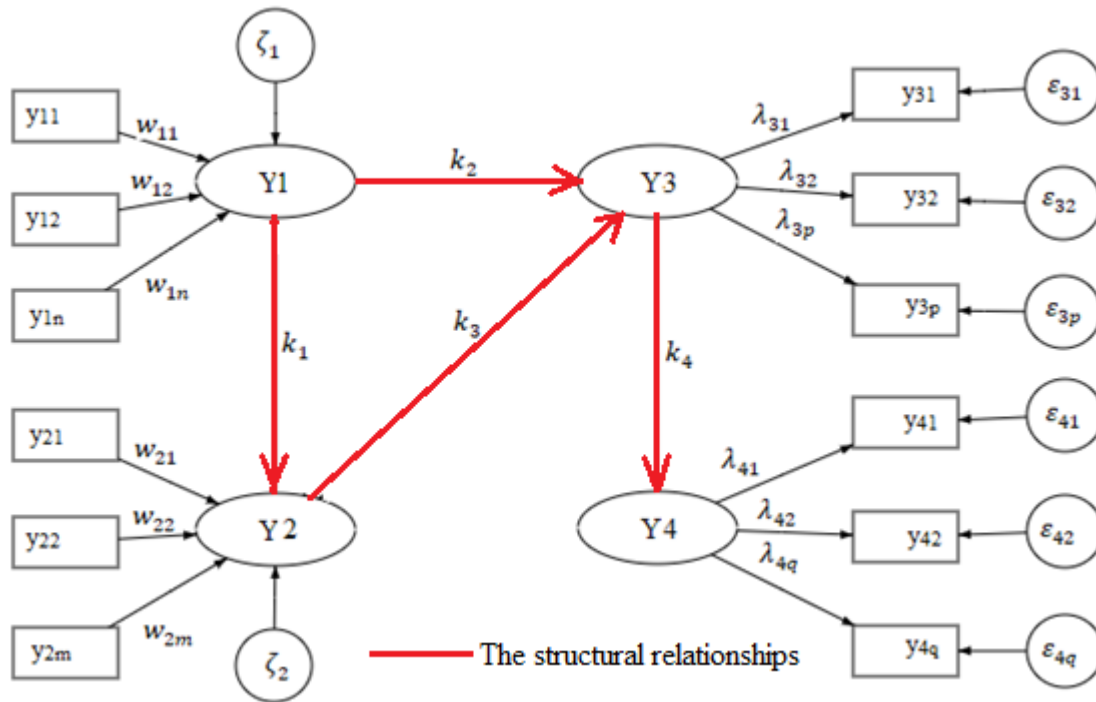 ζ₁
y₁₁
w₁₁
y₁₂
w₁₂
y₁ₙ
w₁ₙ
Y1
k₂
Y3
λ₃₁
λ₃₂
λ₃ₚ
y₃₁
y₃₂
y₃ₚ
ε₃₁
ε₃₂
ε₃ₚ
k₁
k₃
k₄
y₂₁
w₂₁
y₂₂
w₂₂
y₂ₘ
w₂ₘ
Y2
ζ₂
Y4
λ₄₁
λ₄₂
λ₄q
y₄₁
y₄₂
y₄q
ε₄₁
ε₄₂
ε₄q
The structural relationships